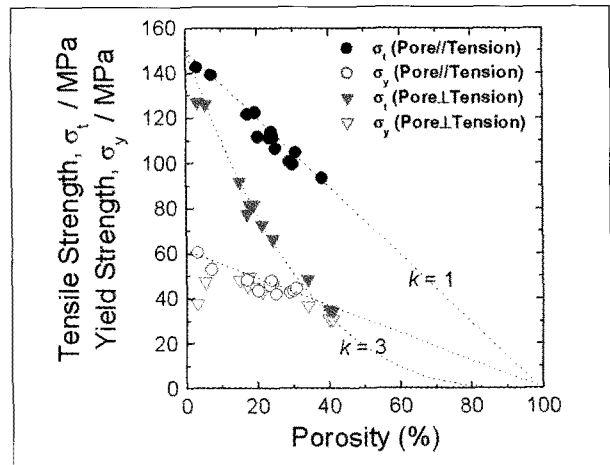 Tensile Strength, σt / MPa
Yield Strength, σy / MPa
160
140
120
100
80
60
40
20
0
σt (Pore//Tension)
σy (Pore//Tension)
σt (Pore⊥Tension)
σy (Pore⊥Tension)
k = 1
k = 3
0 20 40 60 80 100
Porosity (%)